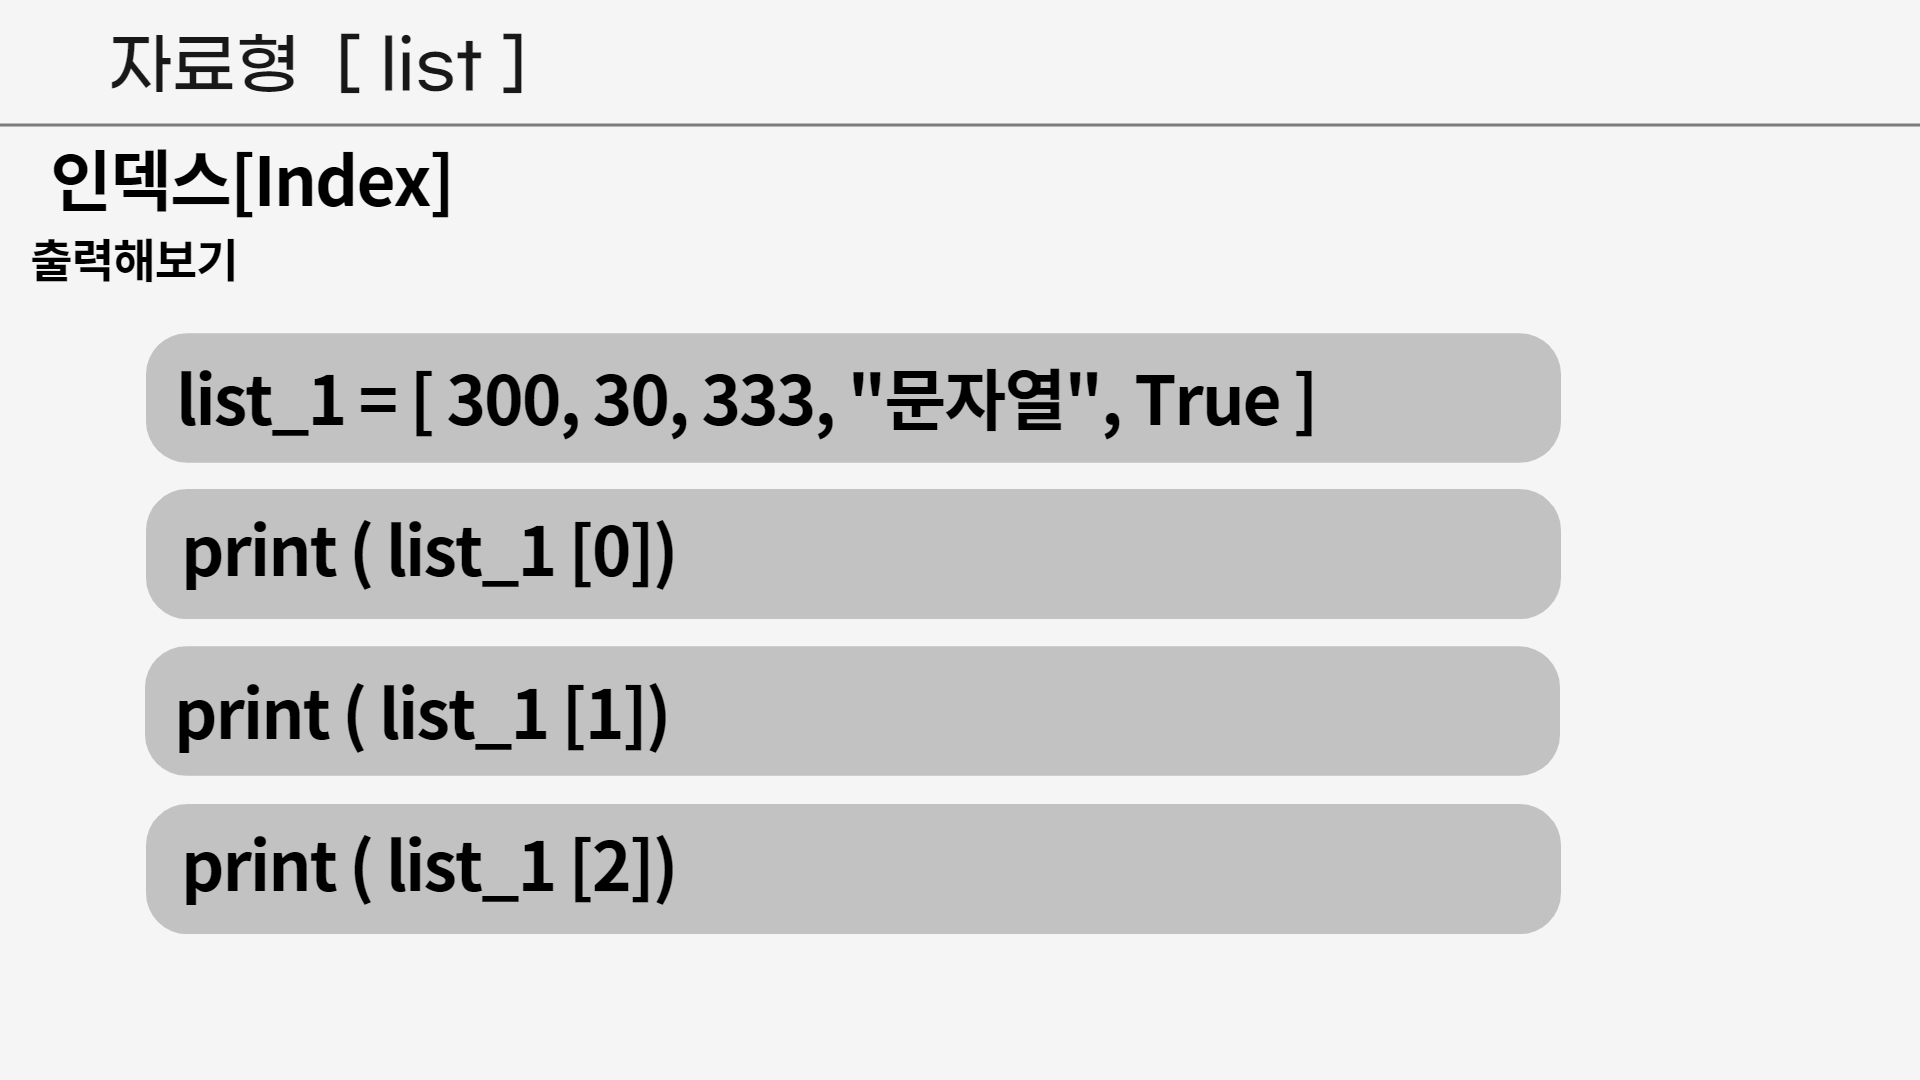 자료형 [ list ]
인덱스[Index]
출력해보기
list_1 = [ 300, 30, 333, "문자열", True ]
print ( list_1 [0])
print ( list_1 [1])
print ( list_1 [2])